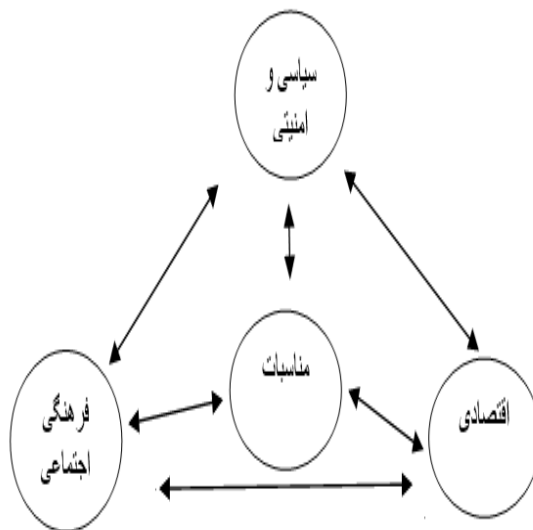 سیاسی و
امنیتی
مناسبات
اقتصادی
فرهنگی
اجتماعی